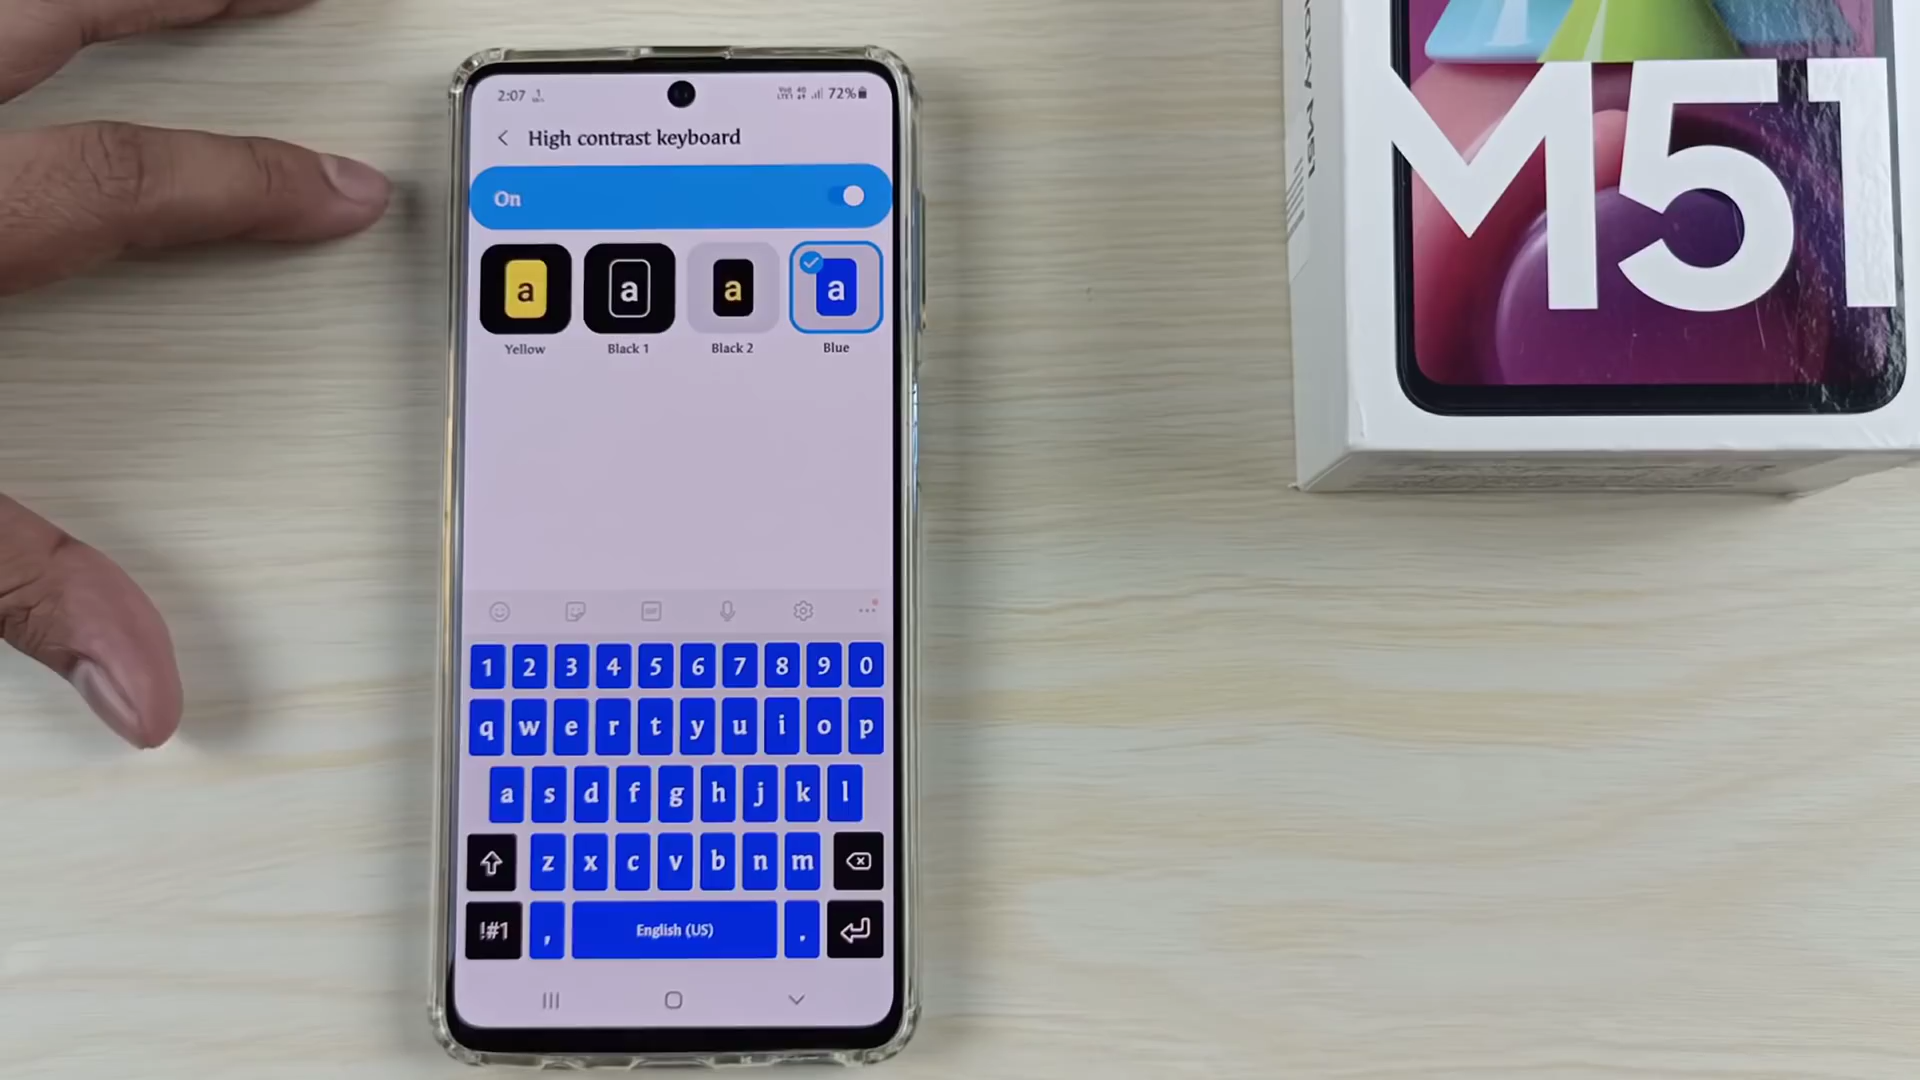 2:07
72%
High contrast keyboard
On
a a a a
Yellow Black 1 Black 2 Blue
GIF
1 2 3 4 5 6 7 8 9 0
q w e r t y u i o p
a s d f g h j k l
z x c v b n m
!#1 , English (US) .
M51